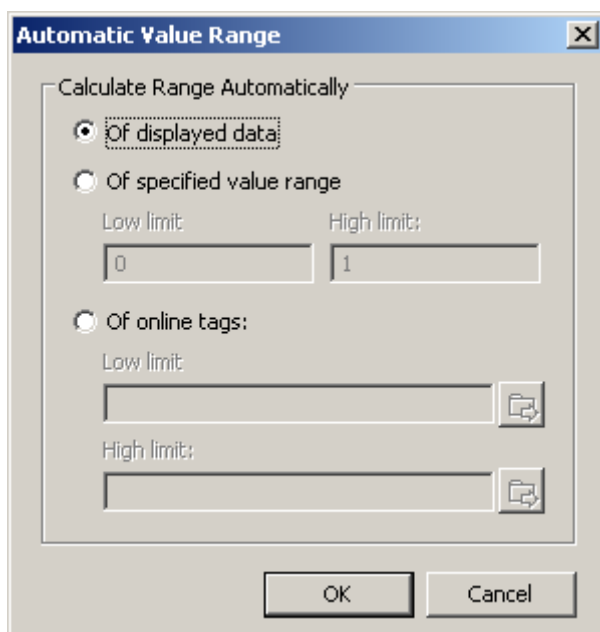 Automatic Value Range
Calculate Range Automatically
Of displayed data
Of specified value range
Low limit High limit:
0 1
Of online tags:
Low limit
High limit:
OK Cancel